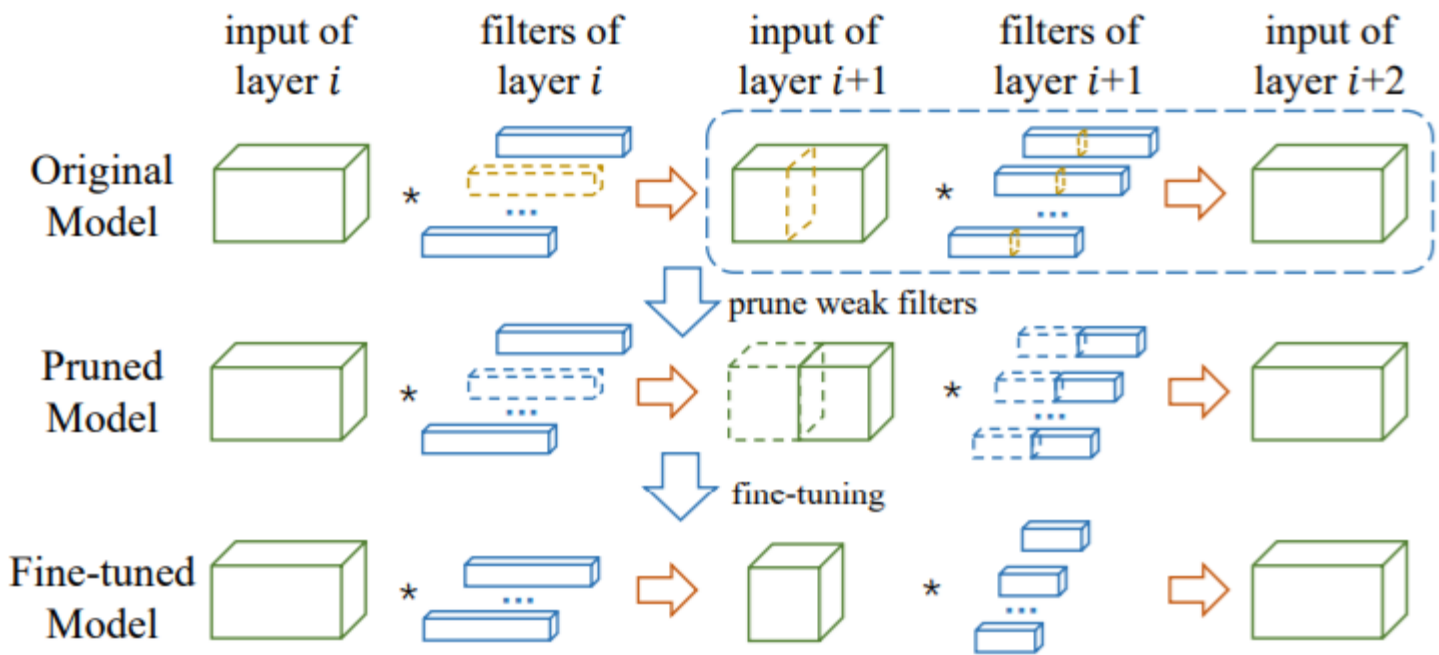 input of
layer i
filters of
layer i
input of
layer i+1
filters of
layer i+1
input of
layer i+2
Original
Model
*
...
*
...
prune weak filters
Pruned
Model
*
...
*
...
fine-tuning
Fine-tuned
Model
*
...
*
...